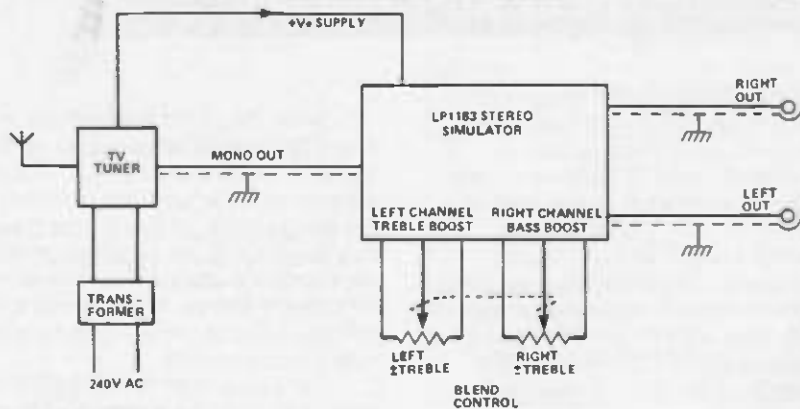 +Ve SUPPLY
RIGHT
OUT
LP1183 STEREO
SIMULATOR
TV
TUNER
MONO OUT
LEFT
OUT
LEFT CHANNEL
TREBLE BOOST
RIGHT CHANNEL
BASS BOOST
TRANS-
FORMER
LEFT
±TREBLE
RIGHT
±TREBLE
240V AC
BLEND
CONTROL